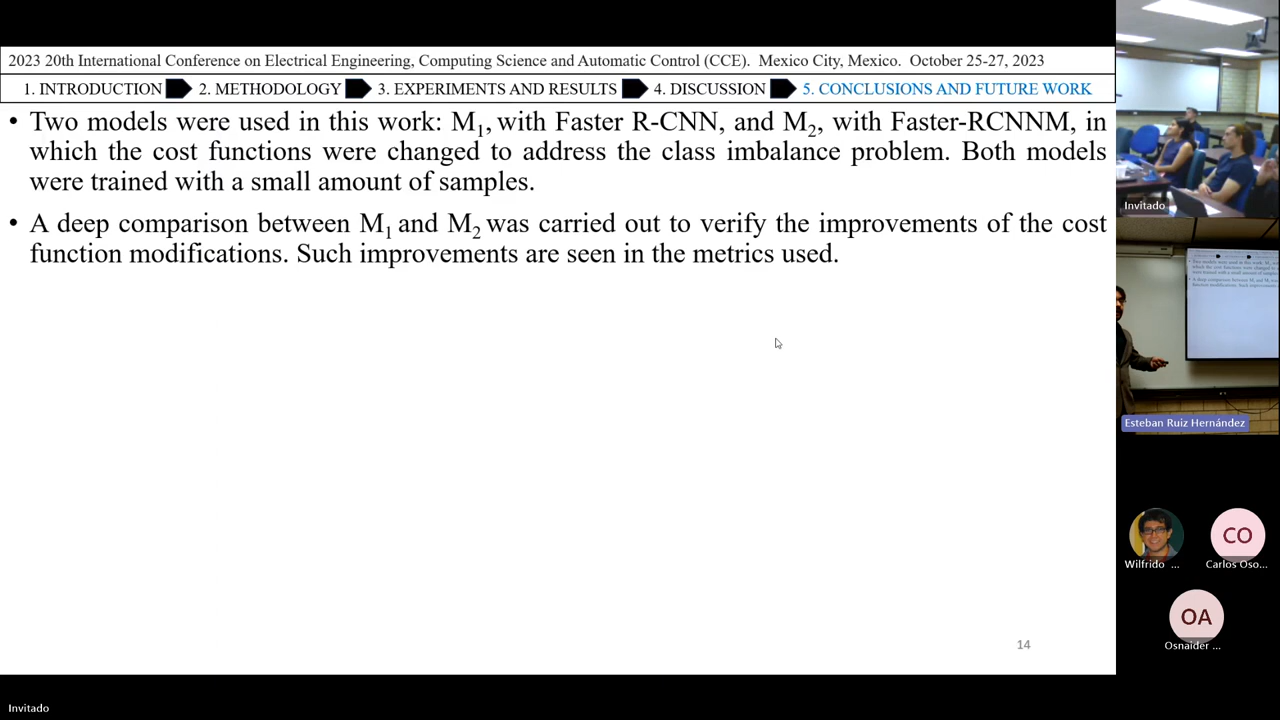 2023 20th International Conference on Electrical Engineering, Computing Science and Automatic Control (CCE). Mexico City, Mexico. October 25-27, 2023
1. INTRODUCTION 2. METHODOLOGY 3. EXPERIMENTS AND RESULTS 4. DISCUSSION 5. CONCLUSIONS AND FUTURE WORK
• Two models were used in this work: M1, with Faster R-CNN, and M2, with Faster-RCNNM, in
which the cost functions were changed to address the class imbalance problem. Both models
were trained with a small amount of samples.
• A deep comparison between M1 and M2 was carried out to verify the improvements of the cost
function modifications. Such improvements are seen in the metrics used.
14
Invitado
Esteban Ruíz Hernández
Wilfrido ...
CO
Carlos Oso...
OA
Osnaider ...
Invitado